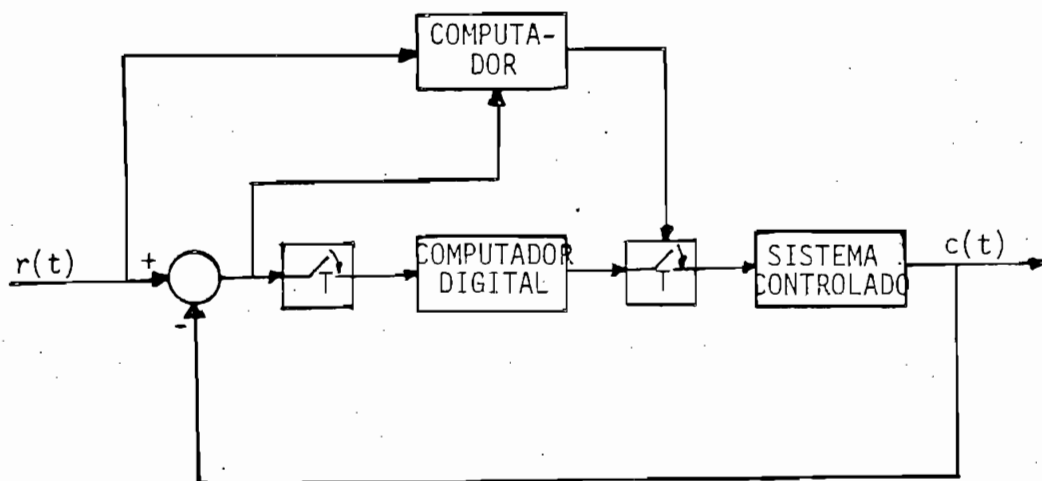 COMPUTA-
DOR
r(t)
+
-
T
COMPUTADOR
DIGITAL
T
SISTEMA
CONTROLADO
c(t)